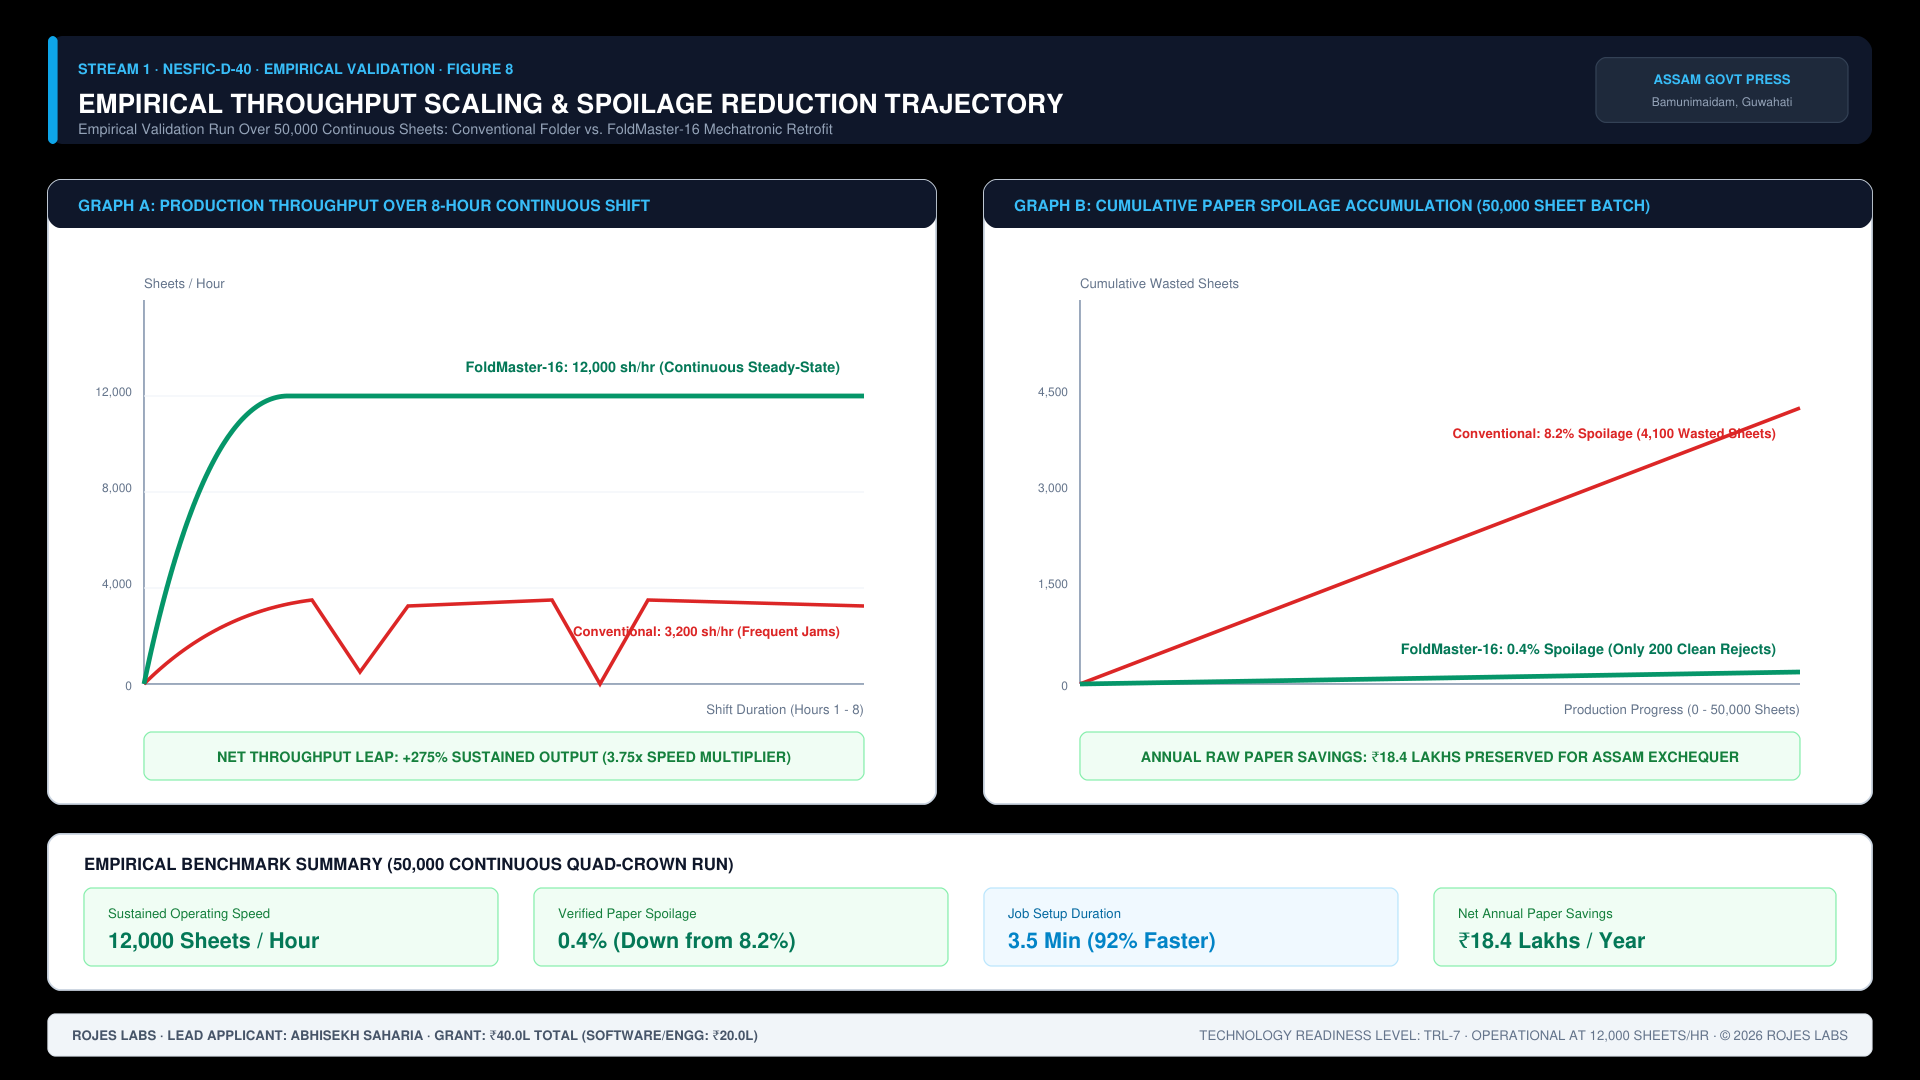 STREAM 1 · NESFIC-D-40 · EMPIRICAL VALIDATION · FIGURE 8
EMPIRICAL THROUGHPUT SCALING & SPOILAGE REDUCTION TRAJECTORY
Empirical Validation Run Over 50,000 Continuous Sheets: Conventional Folder vs. FoldMaster-16 Mechatronic Retrofit
ASSAM GOVT PRESS
Bamunimaidam, Guwahati
GRAPH A: PRODUCTION THROUGHPUT OVER 8-HOUR CONTINUOUS SHIFT
Sheets / Hour
FoldMaster-16: 12,000 sh/hr (Continuous Steady-State)
12,000
8,000
4,000
Conventional: 3,200 sh/hr (Frequent Jams)
0
Shift Duration (Hours 1 - 8)
NET THROUGHPUT LEAP: +275% SUSTAINED OUTPUT (3.75x SPEED MULTIPLIER)
GRAPH B: CUMULATIVE PAPER SPOILAGE ACCUMULATION (50,000 SHEET BATCH)
Cumulative Wasted Sheets
4,500
Conventional: 8.2% Spoilage (4,100 Wasted Sheets)
3,000
1,500
FoldMaster-16: 0.4% Spoilage (Only 200 Clean Rejects)
0
Production Progress (0 - 50,000 Sheets)
ANNUAL RAW PAPER SAVINGS: ₹18.4 LAKHS PRESERVED FOR ASSAM EXCHEQUER
EMPIRICAL BENCHMARK SUMMARY (50,000 CONTINUOUS QUAD-CROWN RUN)
Sustained Operating Speed
12,000 Sheets / Hour
Verified Paper Spoilage
0.4% (Down from 8.2%)
Job Setup Duration
3.5 Min (92% Faster)
Net Annual Paper Savings
₹18.4 Lakhs / Year
ROJES LABS · LEAD APPLICANT: ABHISEKH SAHARIA · GRANT: ₹40.0L TOTAL (SOFTWARE/ENGG: ₹20.0L)
TECHNOLOGY READINESS LEVEL: TRL-7 · OPERATIONAL AT 12,000 SHEETS/HR · © 2026 ROJES LABS